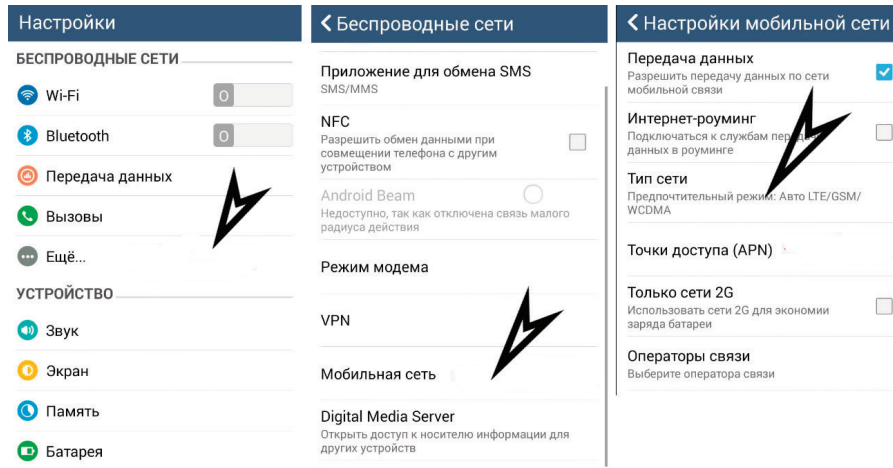 Настройки
БЕСПРОВОДНЫЕ СЕТИ
Wi-Fi
O
Bluetooth
O
Передача данных
Вызовы
Ещё...
УСТРОЙСТВО
Звук
Экран
Память
Батарея
Беспроводные сети
Приложение для обмена SMS
SMS/MMS
NFC
Разрешить обмен данными при
совмещении телефона с другим
устройством
Android Beam
Недоступно, так как отключена связь малого
радиуса действия
Режим модема
VPN
Мобильная сеть
Digital Media Server
Открыть доступ к носителю информации для
других устройств
Настройки мобильной сети
Передача данных
Разрешить передачу данных по сети
мобильной связи
Интернет-роуминг
Подключаться к службам
данных в роуминге
Тип сети
Предпочтительный режим: Авто LTE/GSM/
WCDMA
Точки доступа (APN)
Только сети 2G
Использовать сети 2G для экономии
заряда батареи
Операторы связи
Выберите оператора связи